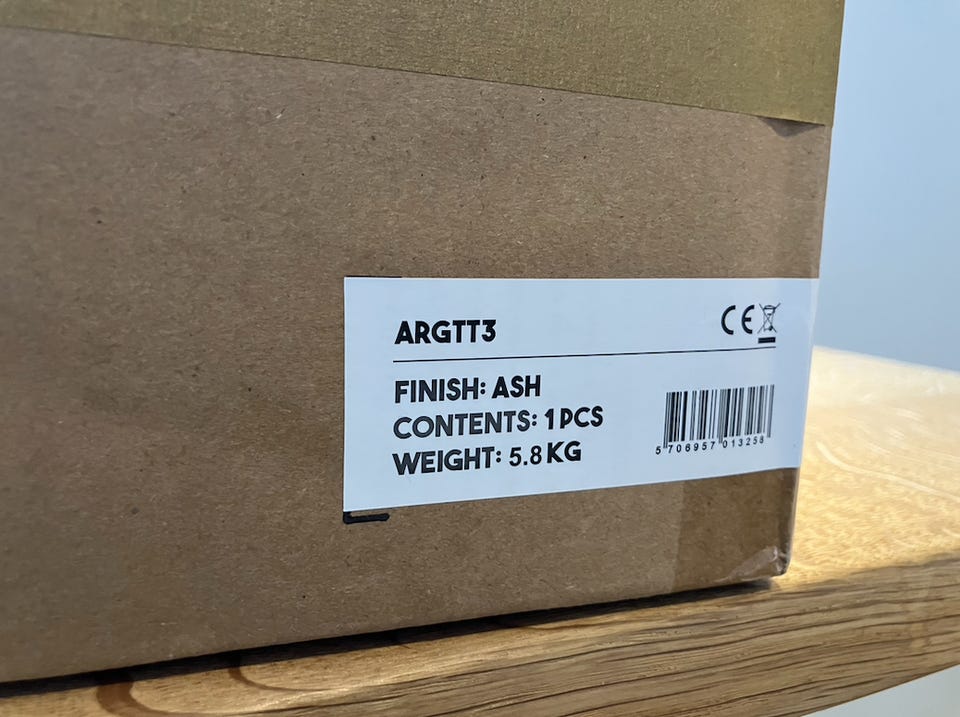 ARGTT3
CE
FINISH: ASH
CONTENTS: 1 PCS
WEIGHT: 5.8 KG
5 706957 013258